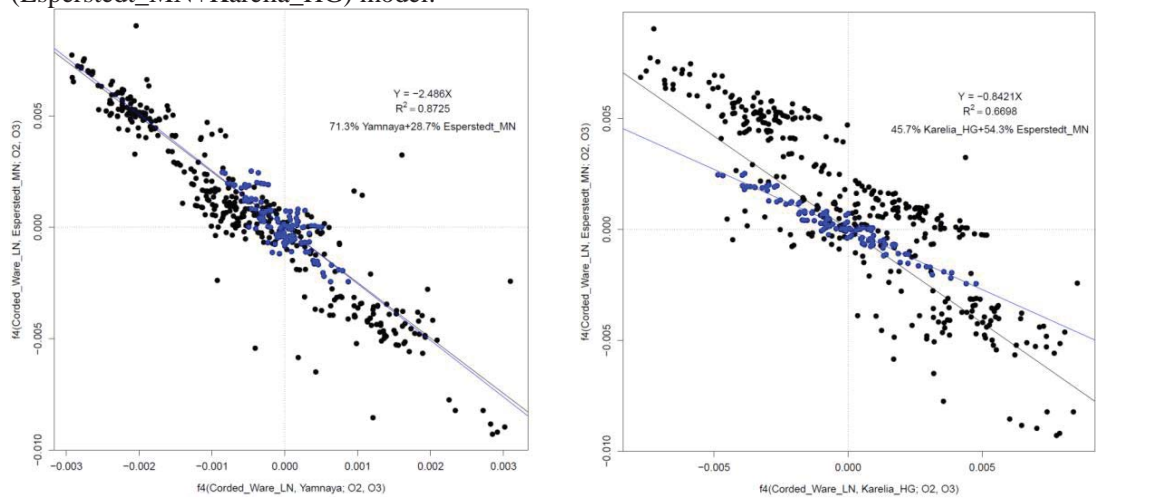 (Esperstedt_MN+Karelia_HG) model.
Y = −2.486X
R² = 0.8725
71.3% Yamnaya+28.7% Esperstedt_MN
f4(Corded_Ware_LN, Esperstedt_MN; O2, O3)
0.005
0.000
−0.005
−0.010
−0.003 −0.002 −0.001 0.000 0.001 0.002 0.003
f4(Corded_Ware_LN, Yamnaya; O2, O3)
Y = −0.8421X
R² = 0.6698
45.7% Karelia_HG+54.3% Esperstedt_MN
f4(Corded_Ware_LN, Esperstedt_MN; O2, O3)
0.005
0.000
−0.005
−0.010
−0.005 0.000 0.005
f4(Corded_Ware_LN, Karelia_HG; O2, O3)